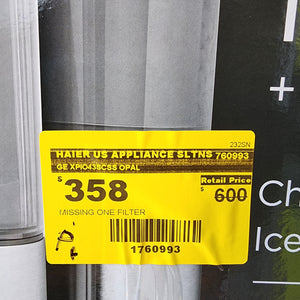 +
232SN
HAIER US APPLIANCE SLTNS 760993
GE XPIO43BCSS OPAL
$358
Retail Price
$600
MISSING ONE FILTER
1760993
Ch
Ice